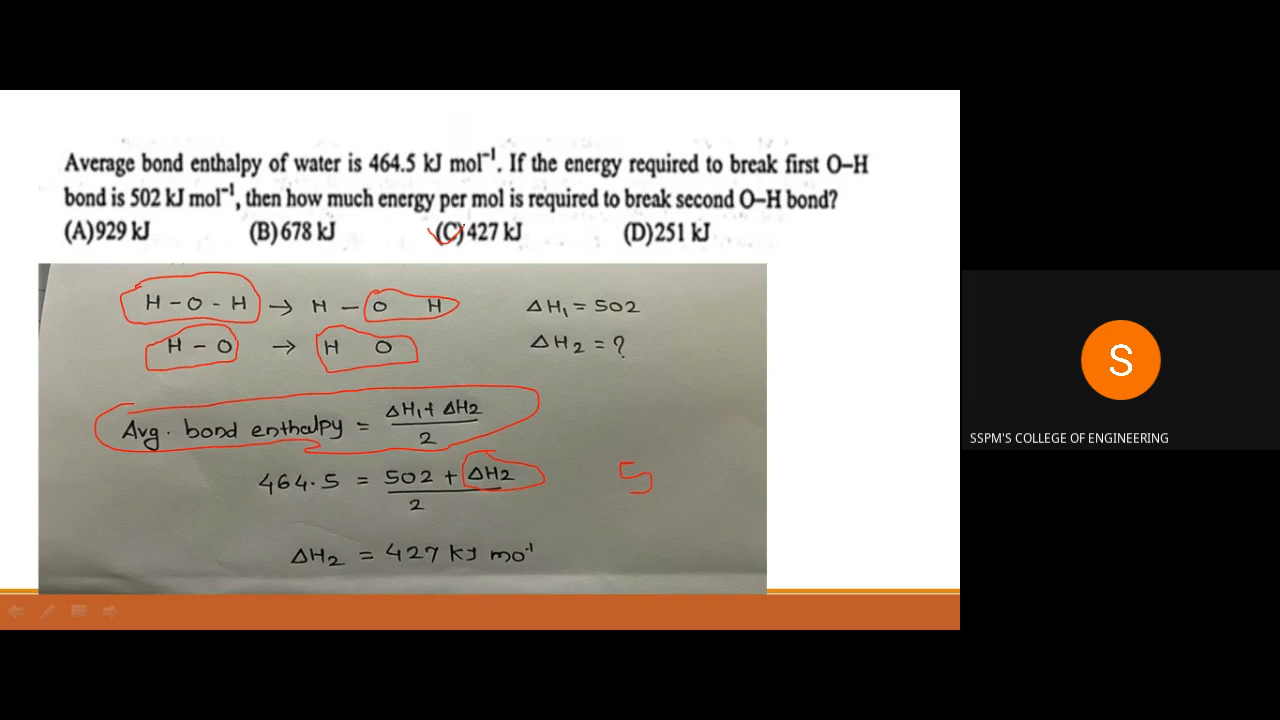 Average bond enthalpy of water is 464.5 kJ mol⁻¹. If the energy required to break first O–H
bond is 502 kJ mol⁻¹, then how much energy per mol is required to break second O–H bond?
(A) 929 kJ (B) 678 kJ (C) 427 kJ (D) 251 kJ
H – O – H → H – O H ΔH₁ = 502
H – O → H O ΔH₂ = ?
Avg. bond enthalpy = ΔH₁ + ΔH₂
2
464.5 = 502 + ΔH₂
2
5
ΔH₂ = 427 kJ mo⁻¹
S
SSPM'S COLLEGE OF ENGINEERING